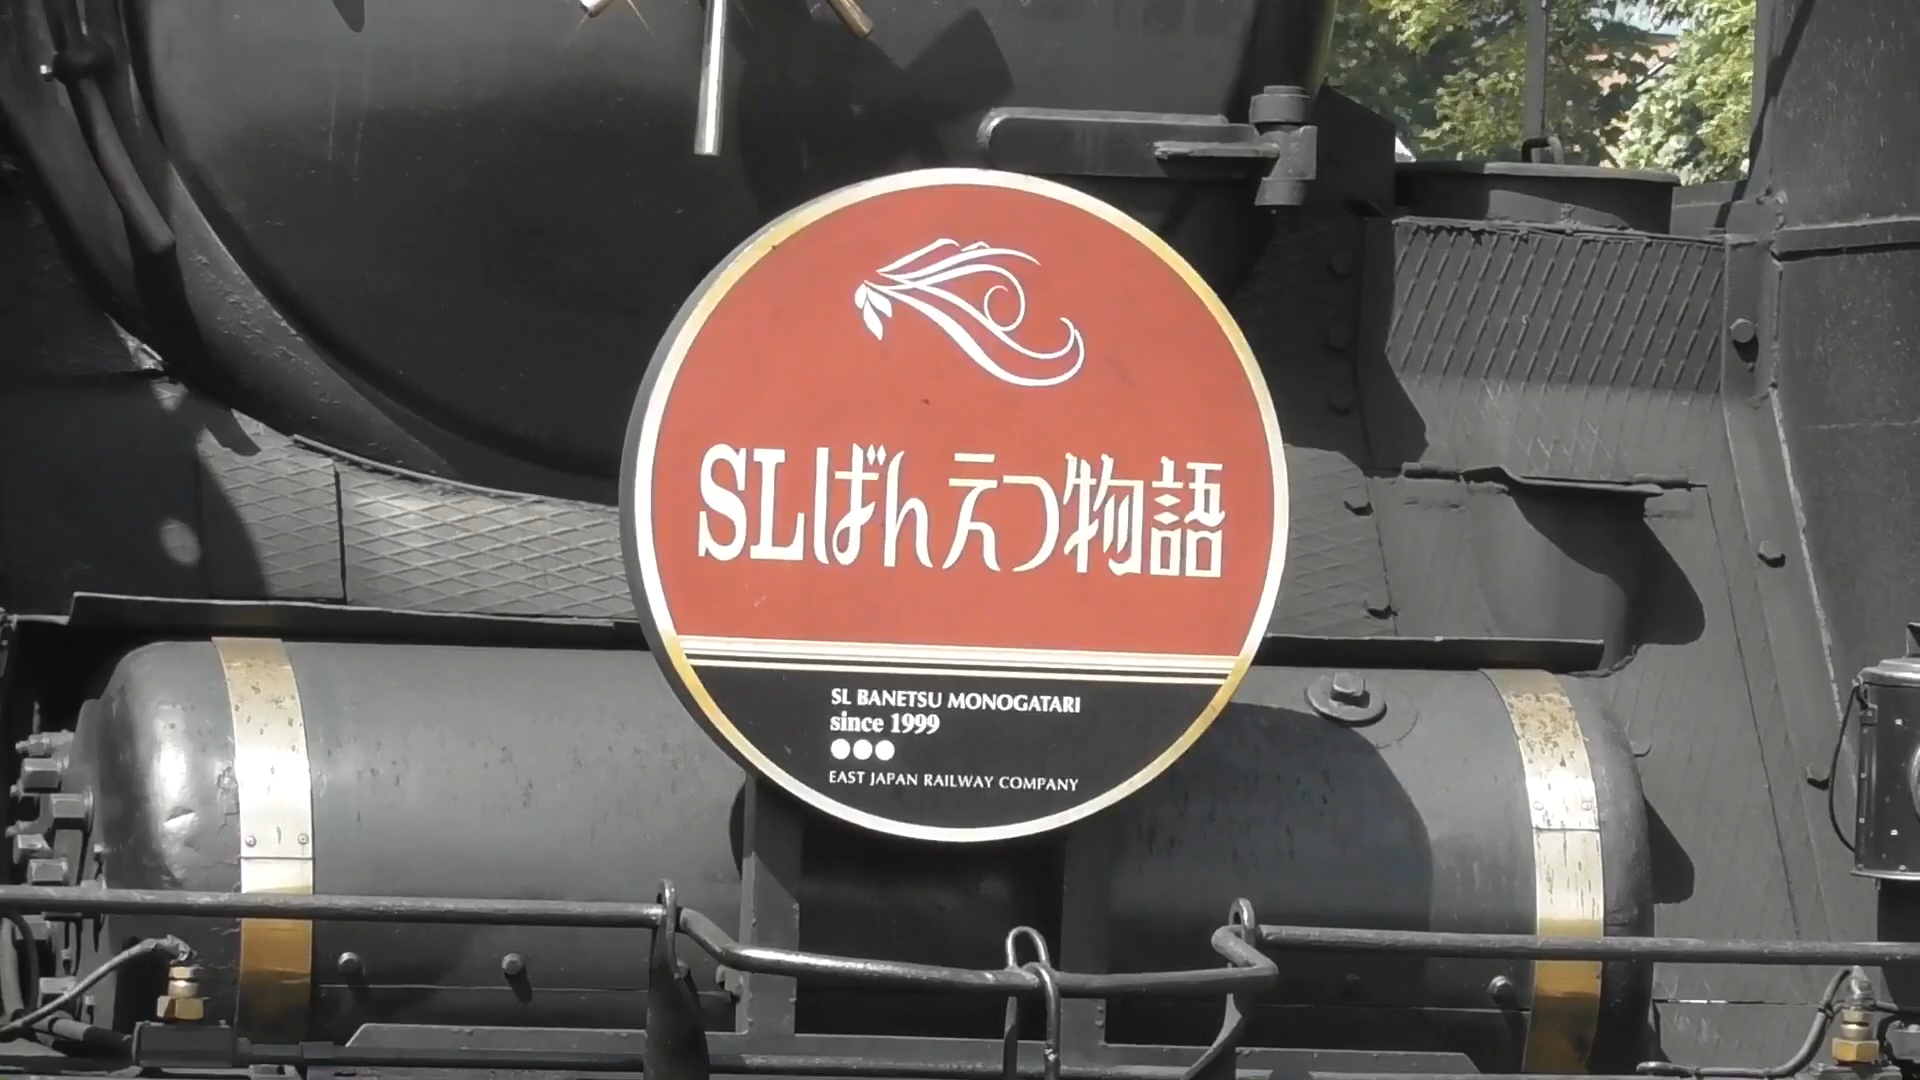 SLばんえつ物語
SL BANETSU MONOGATARI
since 1999
EAST JAPAN RAILWAY COMPANY